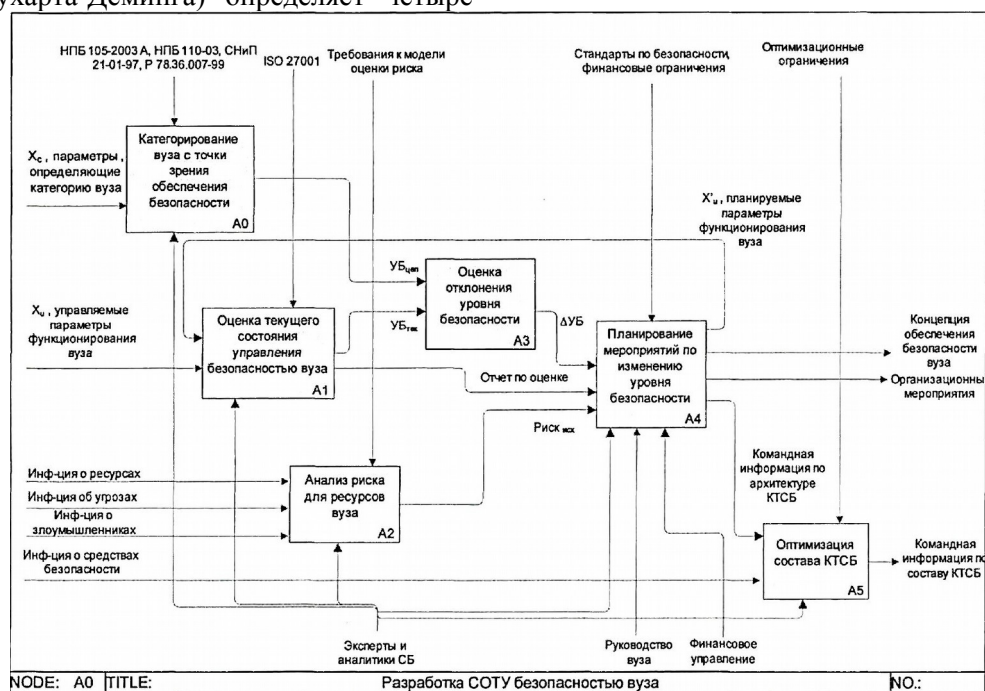 ухарта-Деминга) определяет четыре
НПБ 105-2003 А, НПБ 110-03, СНиП
21-01-97, Р 78.36.007-99
ISO 27001
Требования к модели
оценки риска
Стандарты по безопасности,
финансовые ограничения
Оптимизационные
ограничения
Категорирование
вуза с точки
зрения
обеспечения
безопасности
A0
Xс, параметры,
определяющие
категорию вуза
X'u, планируемые
параметры
функционирования
вуза
УБцел
УБтек
Оценка
отклонения
уровня
безопасности
A3
ΔУБ
Xu, управляемые
параметры
функционирования
вуза
Оценка текущего
состояния
управления
безопасностью вуза
A1
Отчет по оценке
Риск исх
Планирование
мероприятий по
изменению
уровня
безопасности
A4
Концепция
обеспечения
безопасности
вуза
Организационны
мероприятия
Инф-ция о ресурсах
Инф-ция об угрозах
Инф-ция о
злоумышленниках
Инф-ция о средствах
безопасности
Анализ риска
для ресурсов
вуза
A2
Командная
информация по
архитектуре
КТСБ
Оптимизация
состава КТСБ
A5
Командная
информация по
составу КТСБ
Эксперты и
аналитики СБ
Руководство
вуза
Финансовое
управление
NODE: A0 TITLE: Разработка СОТУ безопасностью вуза NO.: